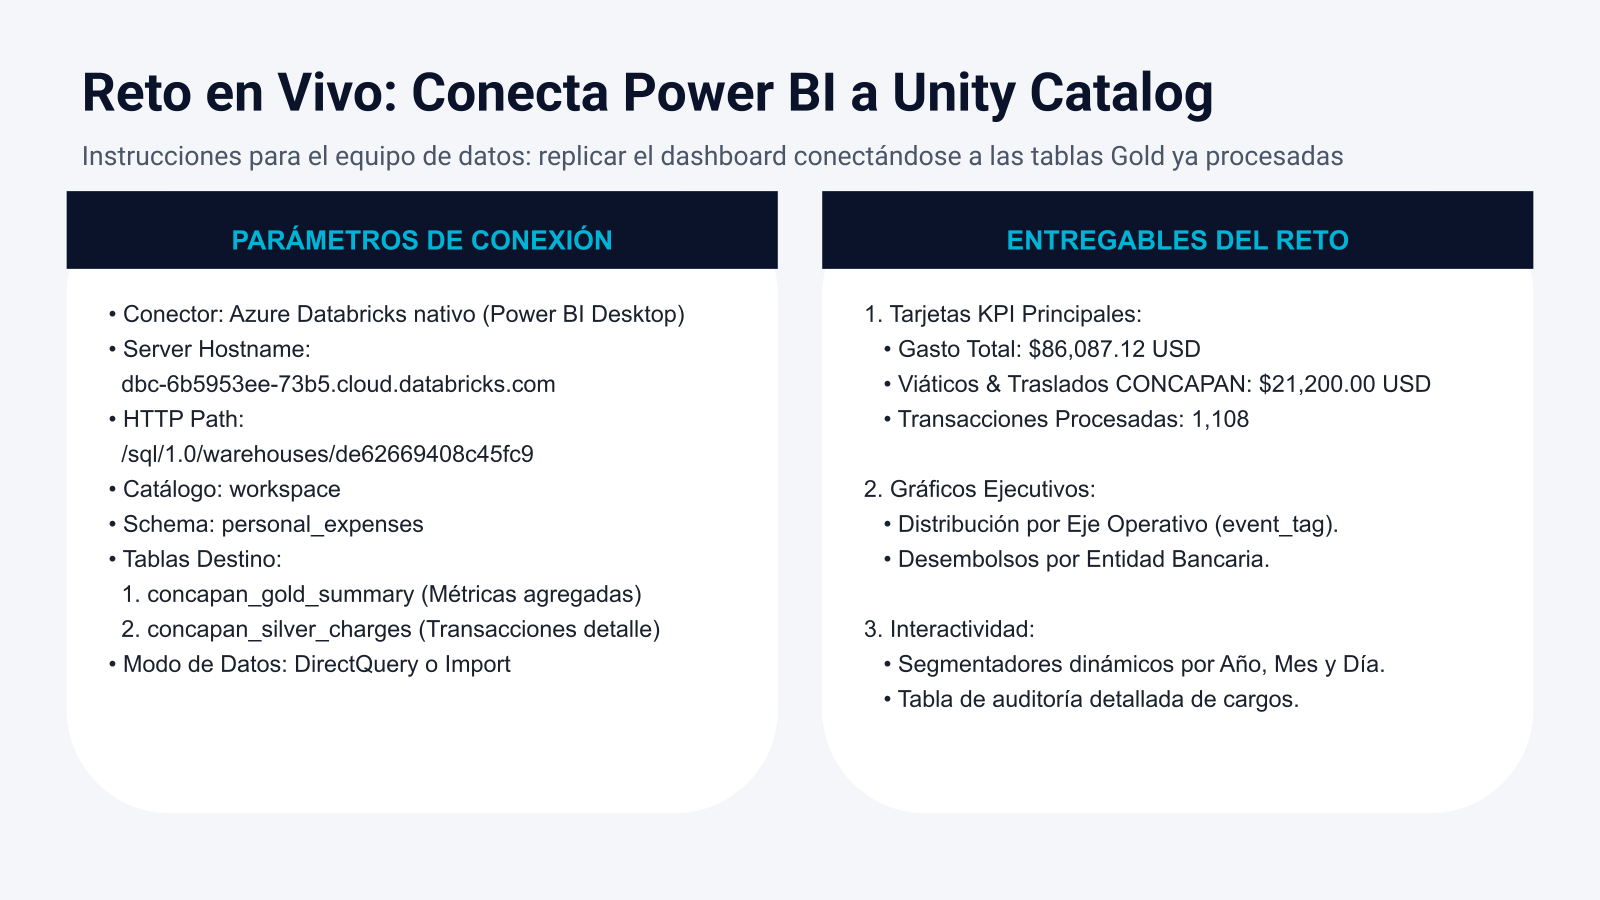 Reto en Vivo: Conecta Power BI a Unity Catalog
Instrucciones para el equipo de datos: replicar el dashboard conectándose a las tablas Gold ya procesadas
PARÁMETROS DE CONEXIÓN
• Conector: Azure Databricks nativo (Power BI Desktop)
• Server Hostname:
dbc-6b5953ee-73b5.cloud.databricks.com
• HTTP Path:
/sql/1.0/warehouses/de62669408c45fc9
• Catálogo: workspace
• Schema: personal_expenses
• Tablas Destino:
1. concapan_gold_summary (Métricas agregadas)
2. concapan_silver_charges (Transacciones detalle)
• Modo de Datos: DirectQuery o Import
ENTREGABLES DEL RETO
1. Tarjetas KPI Principales:
• Gasto Total: $86,087.12 USD
• Viáticos & Traslados CONCAPAN: $21,200.00 USD
• Transacciones Procesadas: 1,108
2. Gráficos Ejecutivos:
• Distribución por Eje Operativo (event_tag).
• Desembolsos por Entidad Bancaria.
3. Interactividad:
• Segmentadores dinámicos por Año, Mes y Día.
• Tabla de auditoría detallada de cargos.